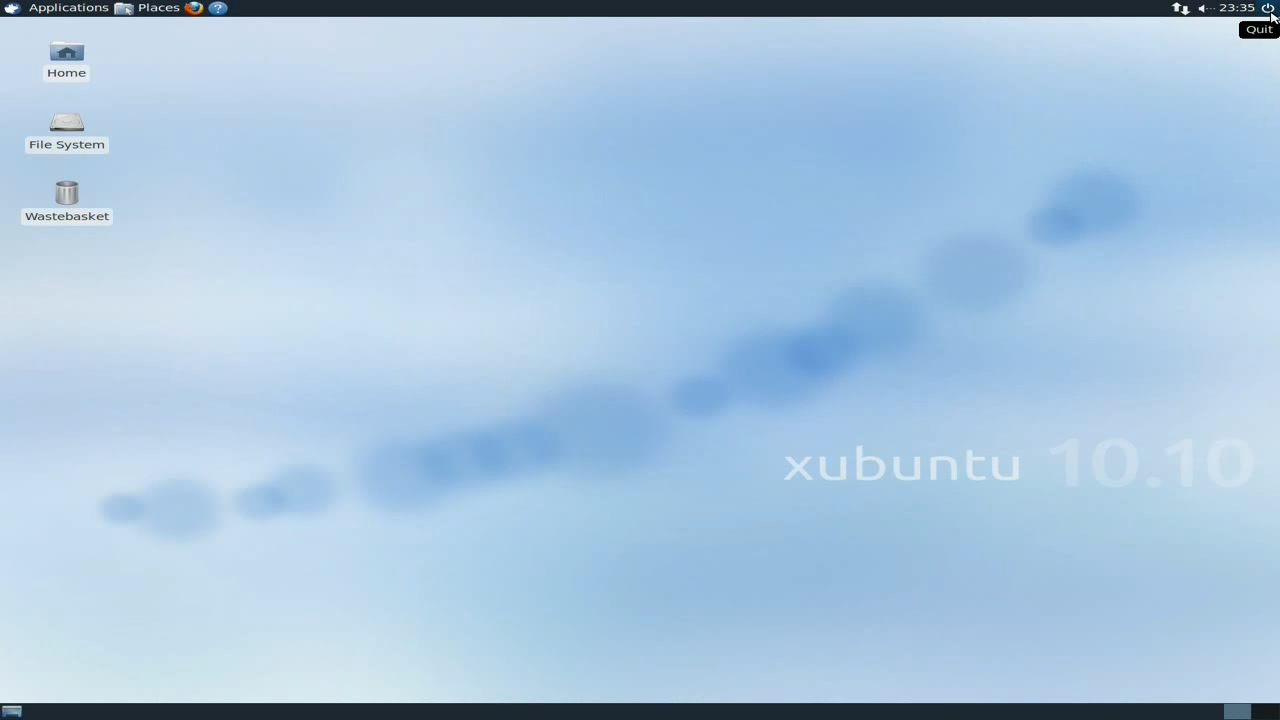 Applications Places 23:35
Quit
Home
File System
Wastebasket
xubuntu 10.10